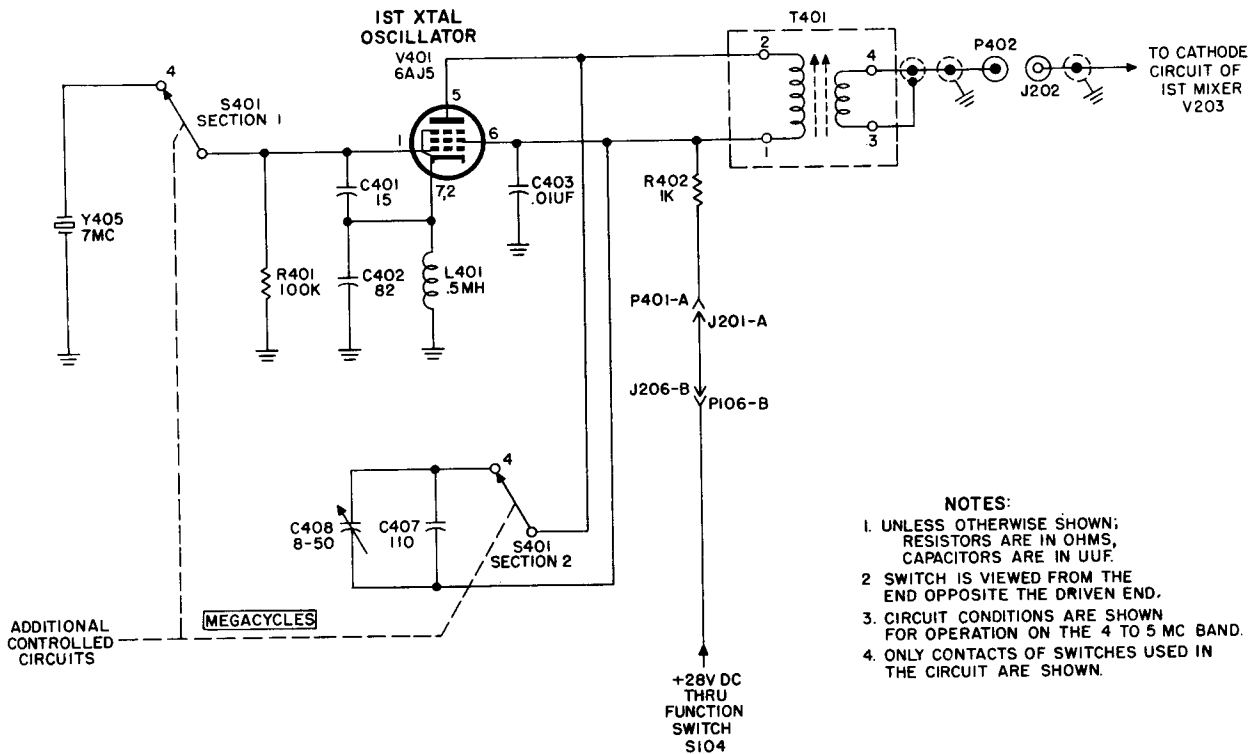 1ST XTAL
OSCILLATOR
V401
6AJ5
T401
4
S401
SECTION 1
5
1
6
7,2
2
1
4
3
P402
J202
TO CATHODE
CIRCUIT OF
1ST MIXER
V203
Y405
7MC
R401
100K
C401
15
C402
82
L401
.5MH
C403
.01UF
R402
1K
P401-A
J201-A
J206-B
P106-B
4
C408
8-50
C407
110
S401
SECTION 2
MEGACYCLES
ADDITIONAL
CONTROLLED
CIRCUITS
+28V DC
THRU
FUNCTION
SWITCH
S104
NOTES:
1. UNLESS OTHERWISE SHOWN;
RESISTORS ARE IN OHMS,
CAPACITORS ARE IN UUF.
2 SWITCH IS VIEWED FROM THE
END OPPOSITE THE DRIVEN END.
3. CIRCUIT CONDITIONS ARE SHOWN
FOR OPERATION ON THE 4 TO 5 MC BAND.
4. ONLY CONTACTS OF SWITCHES USED IN
THE CIRCUIT ARE SHOWN.